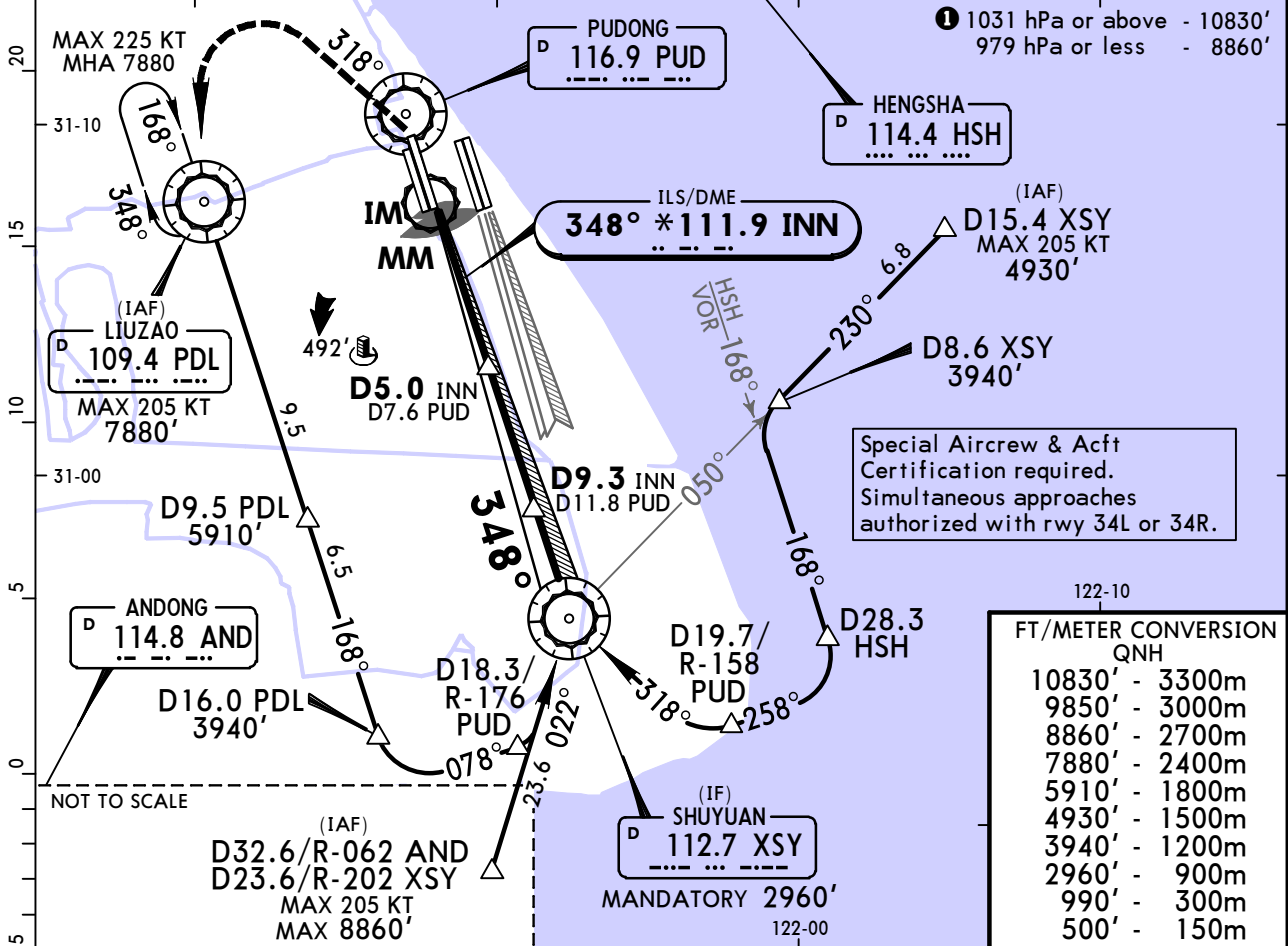 MAX 225 KT
MHA 7880
318°
PUDONG
D 116.9 PUD
❶ 1031 hPa or above - 10830'
979 hPa or less - 8860'
HENGSHA
D 114.4 HSH
20
31-10
168°
348°
IM
MM
ILS/DME
348° *111.9 INN
(IAF)
D15.4 XSY
MAX 205 KT
4930'
6.8
230°
15
(IAF)
LIUZAO
D 109.4 PDL
MAX 205 KT
7880'
492'
D5.0 INN
D7.6 PUD
HSH
VOR
168°
D8.6 XSY
3940'
10
9.5
31-00
D9.5 PDL
5910'
D9.3 INN
D11.8 PUD
050°
348°
Special Aircrew & Acft
Certification required.
Simultaneous approaches
authorized with rwy 34L or 34R.
6.5
168°
168°
5
ANDONG
D 114.8 AND
D16.0 PDL
3940'
D18.3/
R-176
PUD
078°
022°
23.6
D19.7/
R-158
PUD
318°
258°
D28.3
HSH
122-10
0
NOT TO SCALE
(IAF)
D32.6/R-062 AND
D23.6/R-202 XSY
MAX 205 KT
MAX 8860'
(IF)
SHUYUAN
D 112.7 XSY
MANDATORY 2960'
122-00
5
FT/METER CONVERSION
QNH
10830' - 3300m
9850' - 3000m
8860' - 2700m
7880' - 2400m
5910' - 1800m
4930' - 1500m
3940' - 1200m
2960' - 900m
990' - 300m
500' - 150m